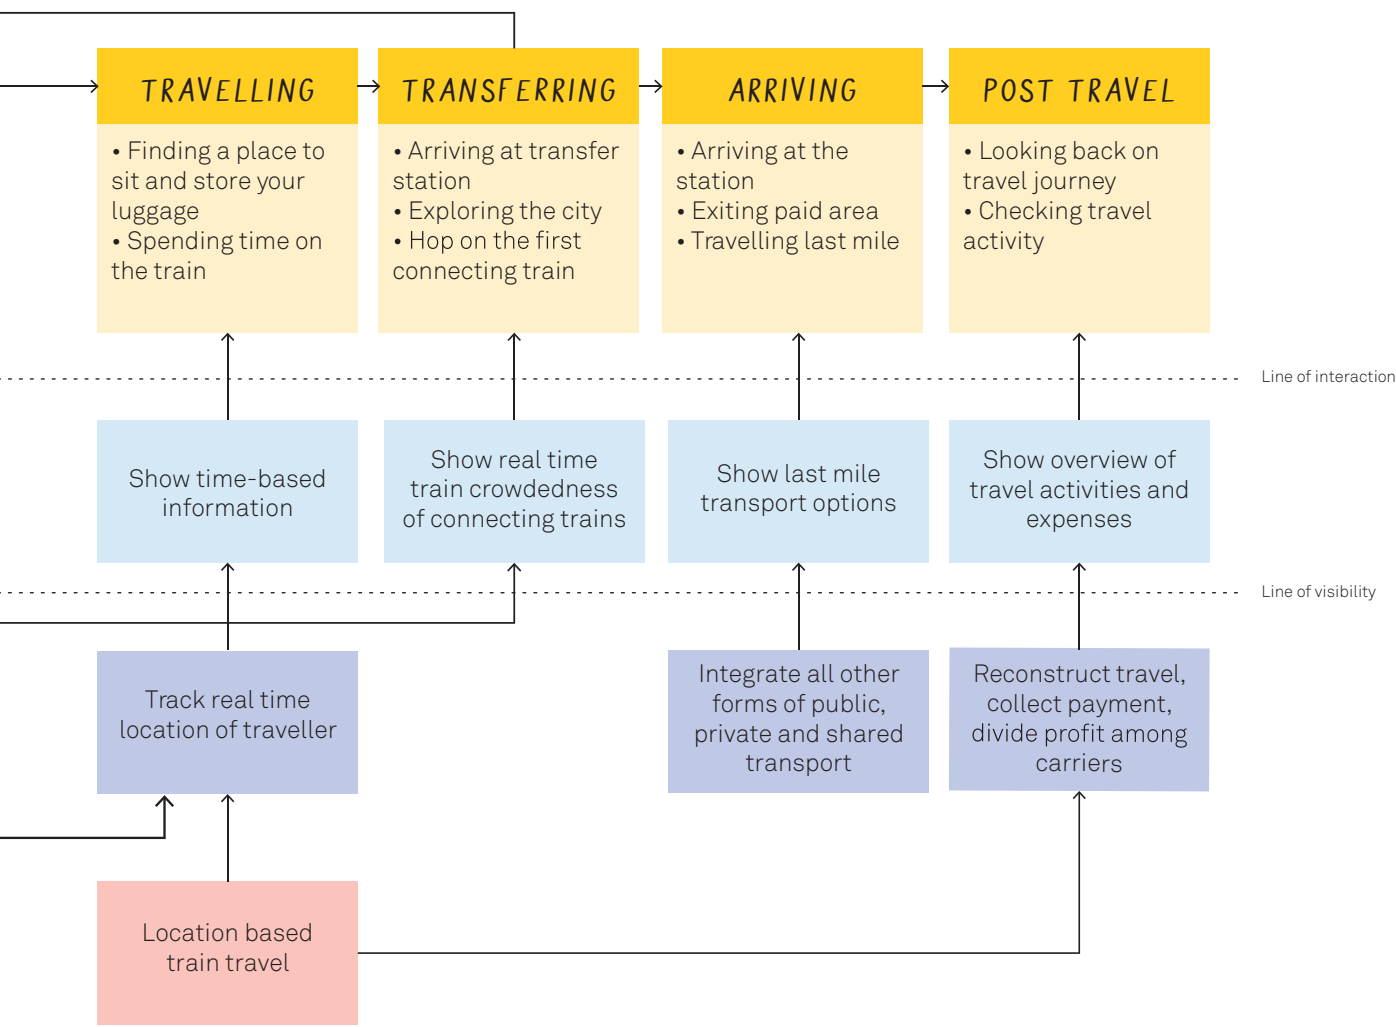 TRAVELLING
• Finding a place to
sit and store your
luggage
• Spending time on
the train
TRANSFERRING
• Arriving at transfer
station
• Exploring the city
• Hop on the first
connecting train
ARRIVING
• Arriving at the
station
• Exiting paid area
• Travelling last mile
POST TRAVEL
• Looking back on
travel journey
• Checking travel
activity
Line of interaction
Show time-based
information
Show real time
train crowdedness
of connecting trains
Show last mile
transport options
Show overview of
travel activities and
expenses
Line of visibility
Track real time
location of traveller
Integrate all other
forms of public,
private and shared
transport
Reconstruct travel,
collect payment,
divide profit among
carriers
Location based
train travel